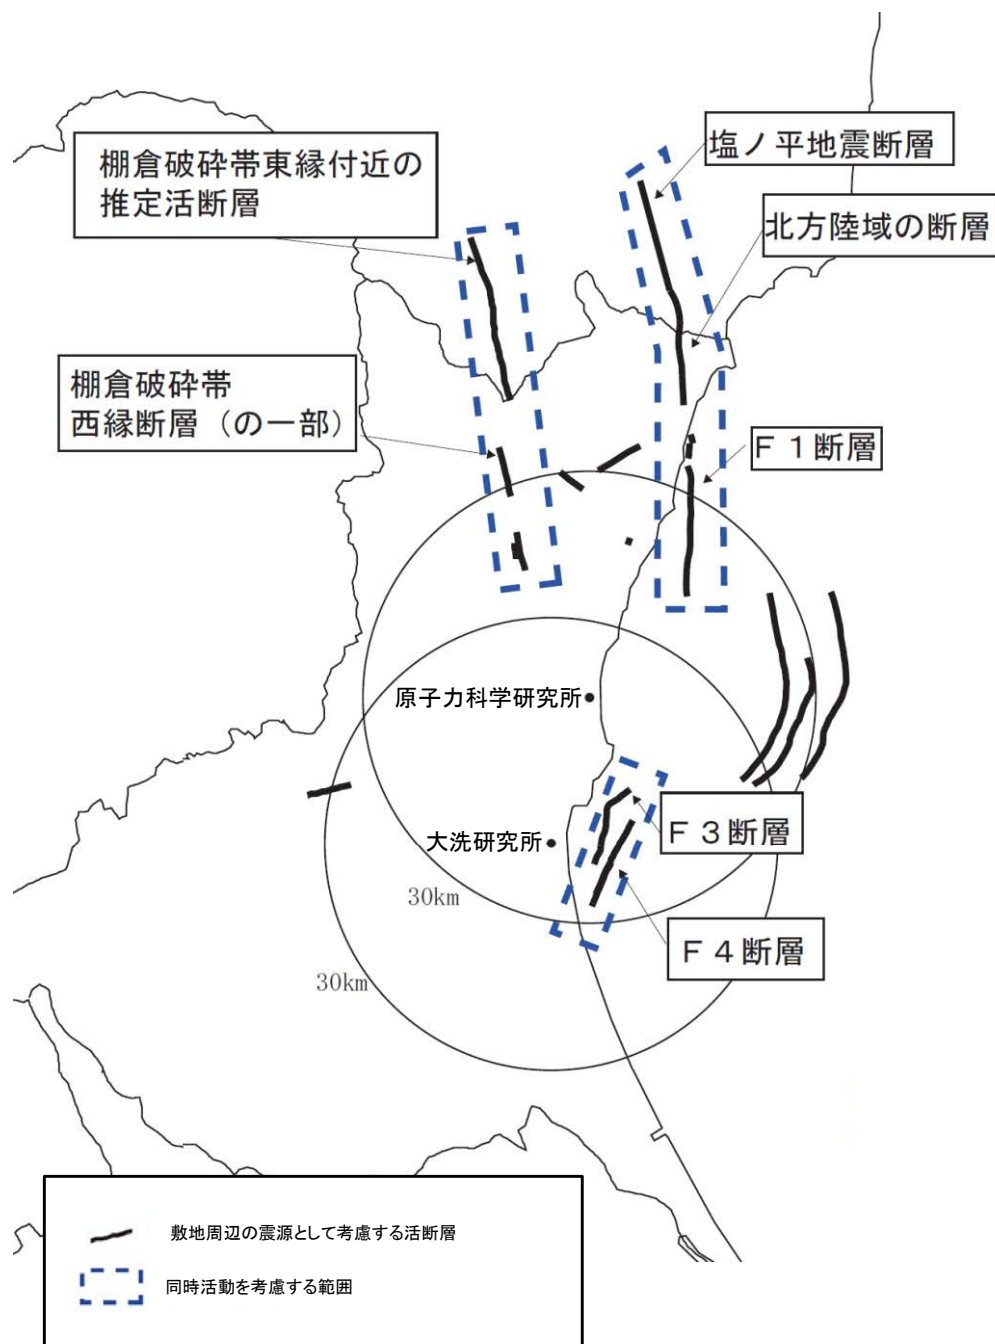 棚倉破砕帯東縁付近の
推定活断層
塩ノ平地震断層
北方陸域の断層
棚倉破砕帯
西縁断層（の一部）
Ｆ１断層
原子力科学研究所
Ｆ３断層
大洗研究所
30km
Ｆ４断層
30km
敷地周辺の震源として考慮する活断層
同時活動を考慮する範囲